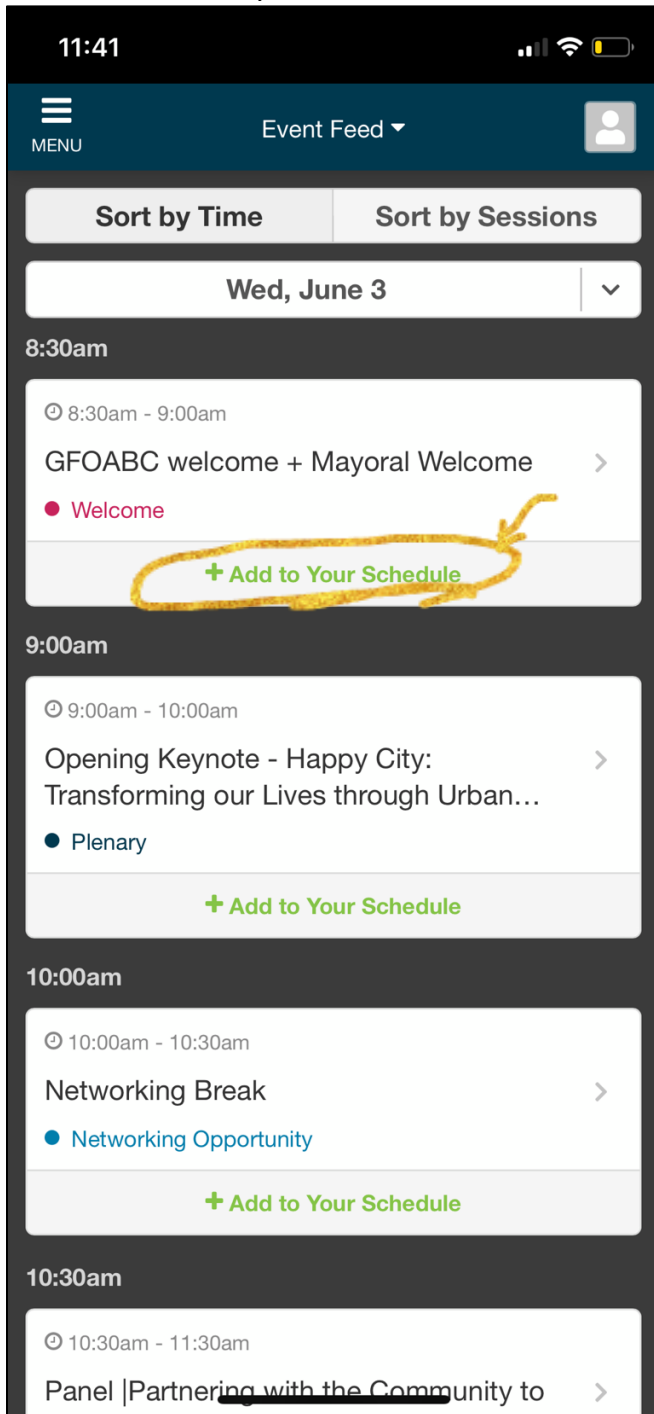 11:41
MENU
Event Feed
Sort by Time
Sort by Sessions
Wed, June 3
8:30am
8:30am - 9:00am
GFOABC welcome + Mayoral Welcome
Welcome
+ Add to Your Schedule
9:00am
9:00am - 10:00am
Opening Keynote - Happy City:
Transforming our Lives through Urban...
Plenary
+ Add to Your Schedule
10:00am
10:00am - 10:30am
Networking Break
Networking Opportunity
+ Add to Your Schedule
10:30am
10:30am - 11:30am
Panel |Partnering with the Community to